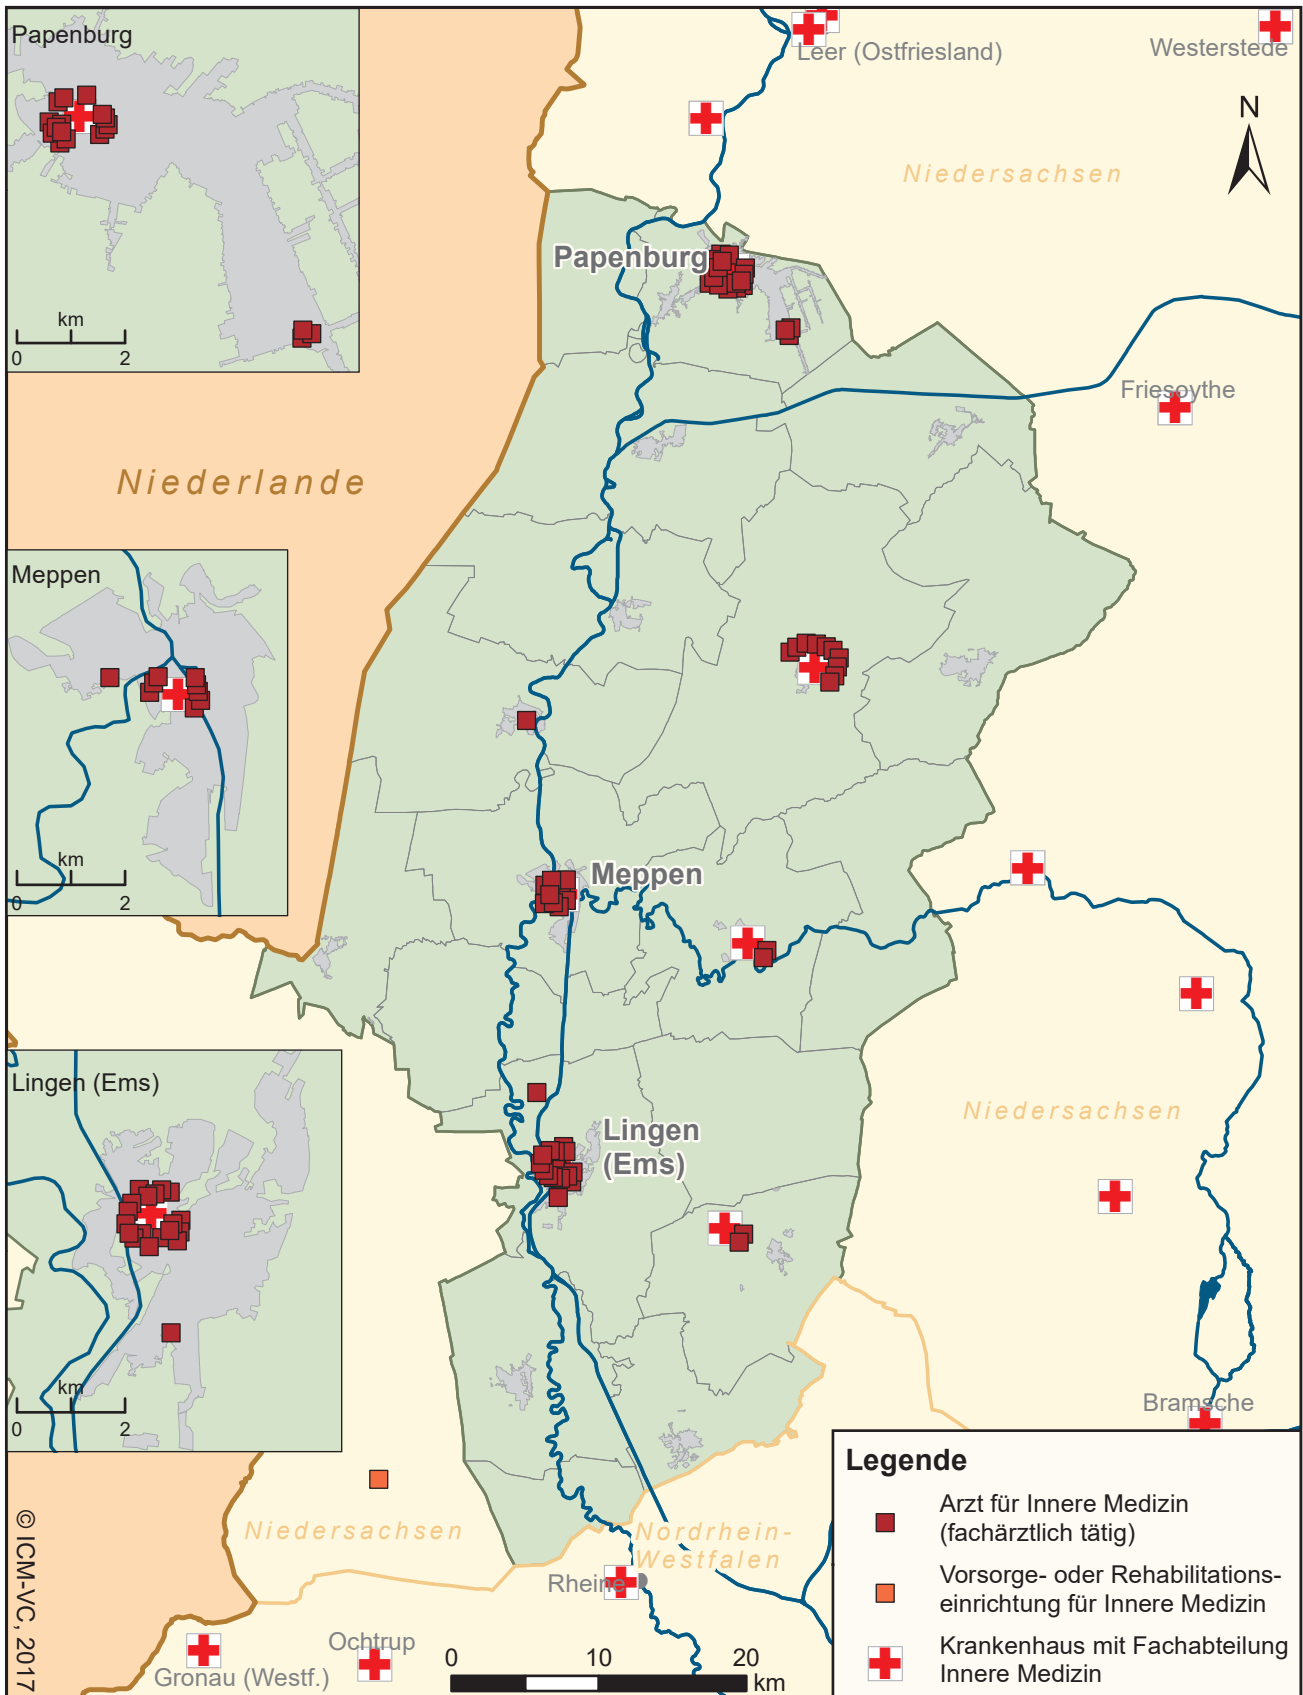 Papenburg
km
0 2
Leer (Ostfriesland)
Westerstede
N
Niedersachsen
Papenburg
Friesoythe
Niederlande
Meppen
km
0 2
Meppen
Lingen (Ems)
km
0 2
Niedersachsen
Lingen
(Ems)
Bramsche
Niedersachsen
Nordrhein-
Westfalen
Rheine
Ochtrup
Gronau (Westf.)
0 10 20
km
© ICM-VC, 2017
Legende
Arzt für Innere Medizin
(fachärztlich tätig)
Vorsorge- oder Rehabilitations-
einrichtung für Innere Medizin
Krankenhaus mit Fachabteilung
Innere Medizin